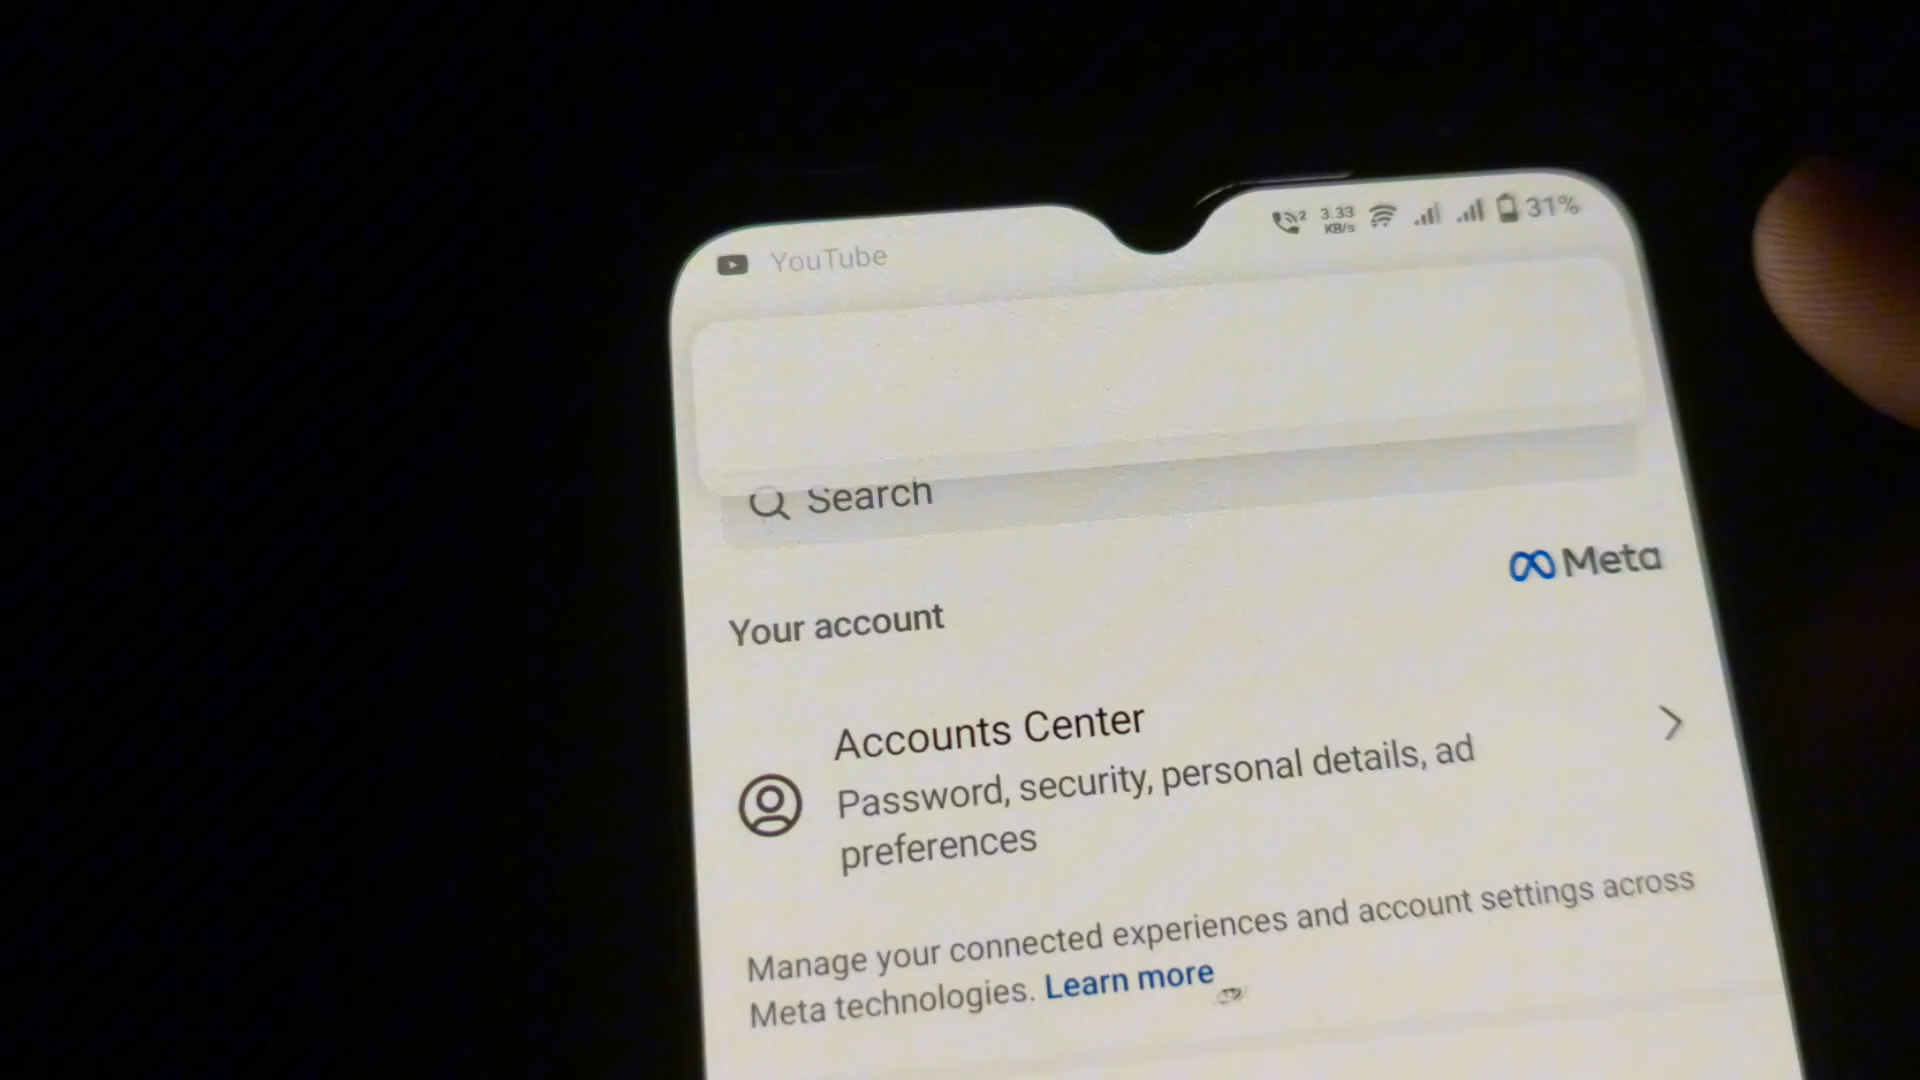 YouTube
2 3.33 KB/s 31%
Search
Meta
Your account
Accounts Center
Password, security, personal details, ad
preferences
Manage your connected experiences and account settings across
Meta technologies. Learn more